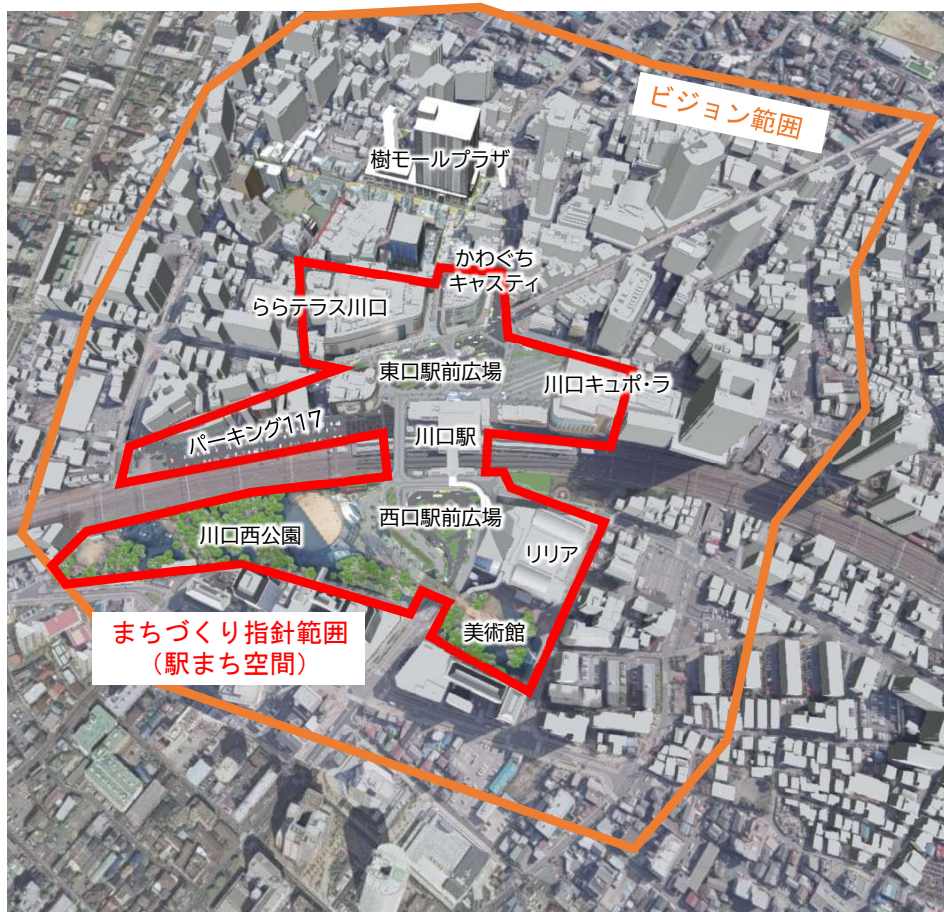 ビジョン範囲
樹モールプラザ
かわぐち
キャスティ
ららテラス川口
東口駅前広場
川口キュポ・ラ
パーキング117
川口駅
西口駅前広場
川口西公園
リリア
美術館
まちづくり指針範囲
(駅まち空間)